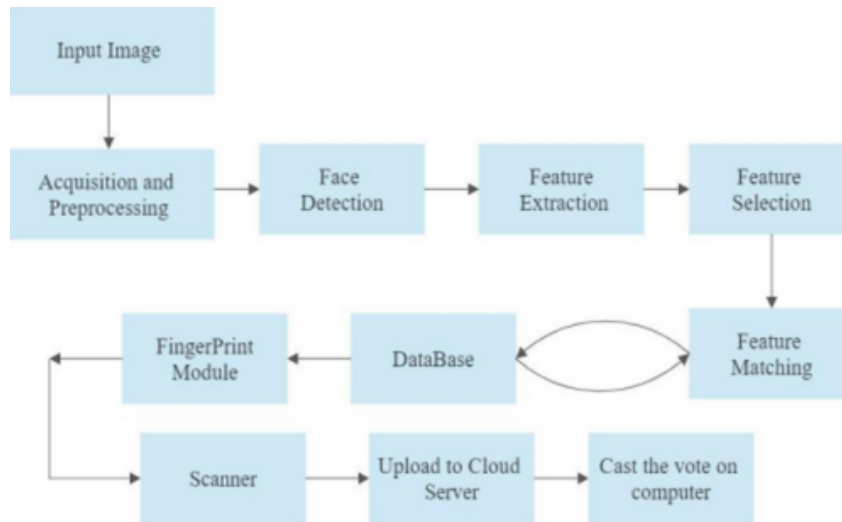 Input Image
Acquisition and
Preprocessing
Face
Detection
Feature
Extraction
Feature
Selection
FingerPrint
Module
DataBase
Feature
Matching
Scanner
Upload to Cloud
Server
Cast the vote on
computer